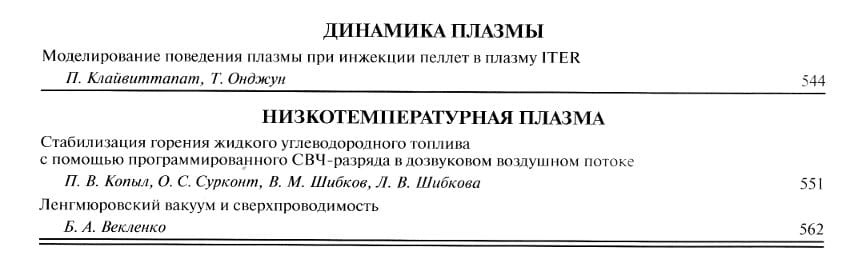 ДИНАМИКА ПЛАЗМЫ
Моделирование поведения плазмы при инжекции пеллет в плазму ITER
П. Клайвиттапат, Т. Онджун 544
НИЗКОТЕМПЕРАТУРНАЯ ПЛАЗМА
Стабилизация горения жидкого углеводородного топлива
с помощью программированного СВЧ-разряда в дозвуковом воздушном потоке
П. В. Копыл, О. С. Сурконт, В. М. Шибков, Л. В. Шибкова 551
Ленгмюровский вакуум и сверхпроводимость
Б. А. Векленко 562